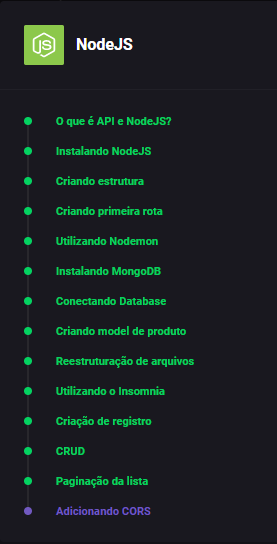 JS
NodeJS
O que é API e NodeJS?
Instalando NodeJS
Criando estrutura
Criando primeira rota
Utilizando Nodemon
Instalando MongoDB
Conectando Database
Criando model de produto
Reestruturação de arquivos
Utilizando o Insomnia
Criação de registro
CRUD
Paginação da lista
Adicionando CORS